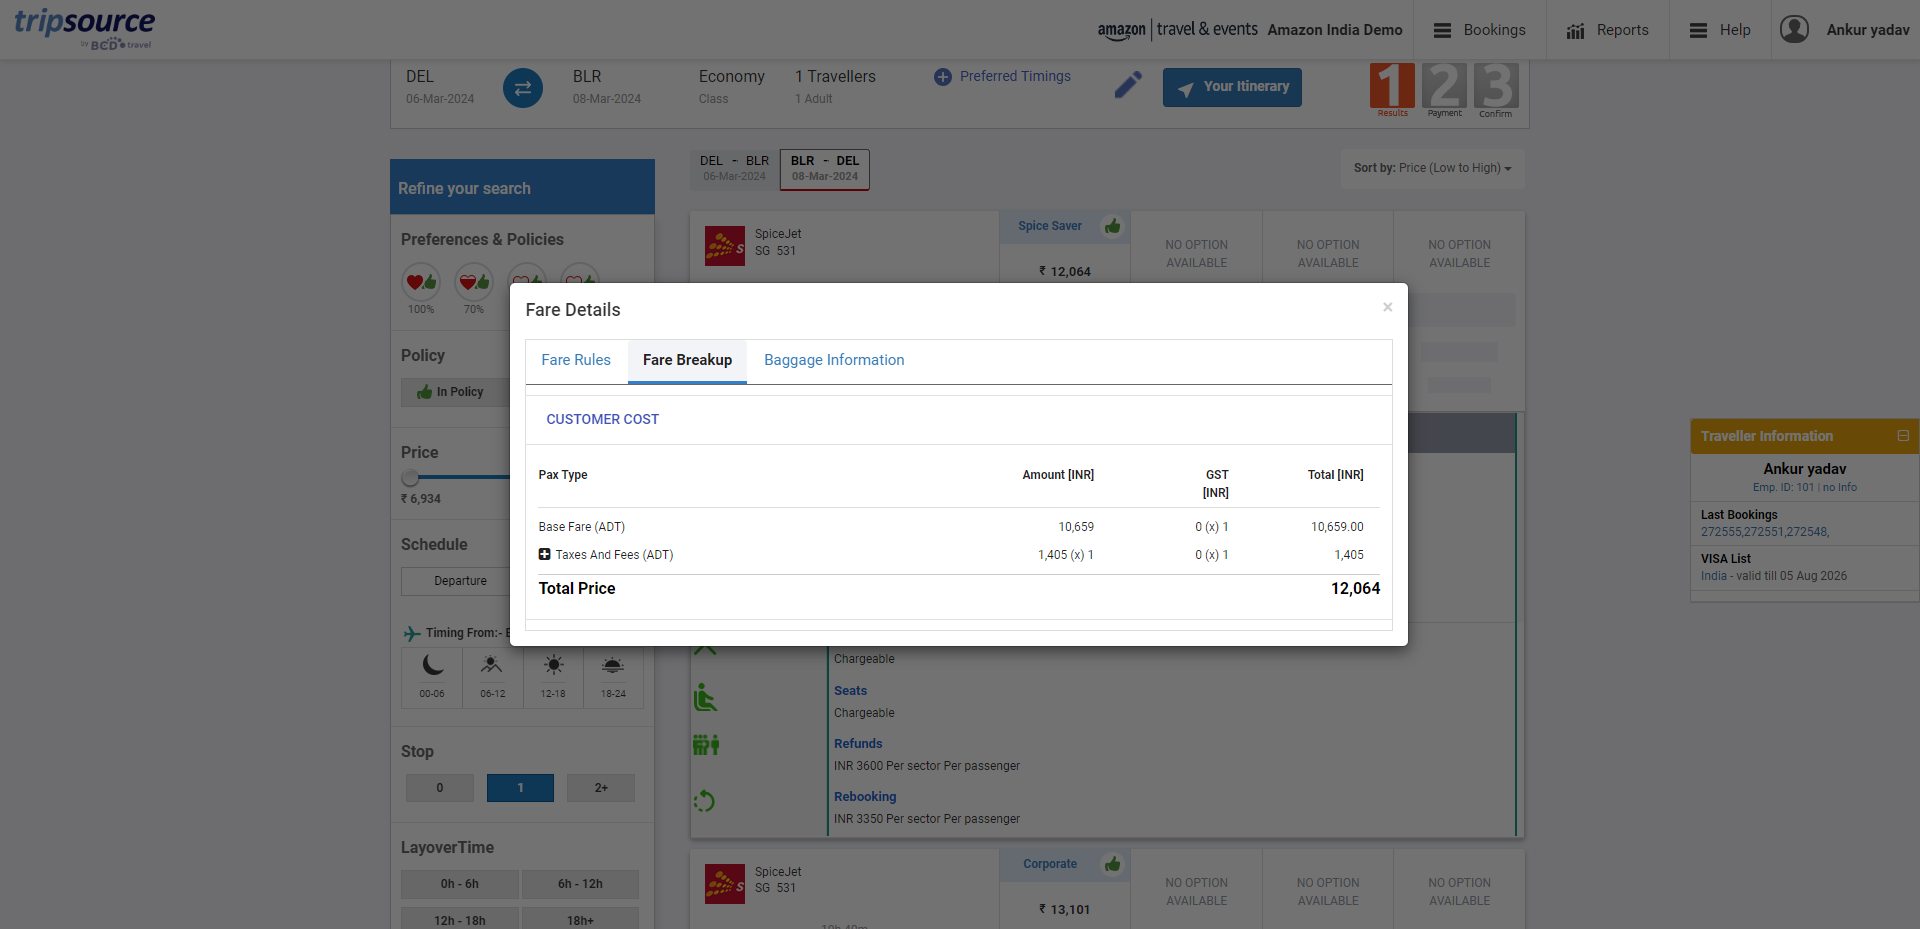 tripsource
by BCD travel
amazon | travel & events Amazon India Demo
Bookings
Reports
Help
Ankur yadav
DEL
06-Mar-2024
BLR
08-Mar-2024
Economy
Class
1 Travellers
1 Adult
Preferred Timings
Your Itinerary
1
Results
2
Payment
3
Confirm
Refine your search
Preferences & Policies
100%
70%
Policy
In Policy
Price
₹ 6,934
Schedule
Departure
Timing From:-
00-06
06-12
12-18
18-24
Stop
0
1
2+
LayoverTime
0h - 6h
6h - 12h
12h - 18h
18h+
DEL - BLR
06-Mar-2024
BLR - DEL
08-Mar-2024
Sort by: Price (Low to High)
SpiceJet
SG 531
Spice Saver
₹ 12,064
NO OPTION
AVAILABLE
NO OPTION
AVAILABLE
NO OPTION
AVAILABLE
Fare Details
×
Fare Rules
Fare Breakup
Baggage Information
CUSTOMER COST
Pax Type Amount [INR] GST [INR] Total [INR]
Base Fare (ADT) 10,659 0 (x) 1 10,659.00
Taxes And Fees (ADT) 1,405 (x) 1 0 (x) 1 1,405
Total Price 12,064
Chargeable
Seats
Chargeable
Refunds
INR 3600 Per sector Per passenger
Rebooking
INR 3350 Per sector Per passenger
SpiceJet
SG 531
Corporate
₹ 13,101
NO OPTION
AVAILABLE
NO OPTION
AVAILABLE
NO OPTION
AVAILABLE
Traveller Information
Ankur yadav
Emp. ID: 101 | no Info
Last Bookings
272555,272551,272548,
VISA List
India - valid till 05 Aug 2026